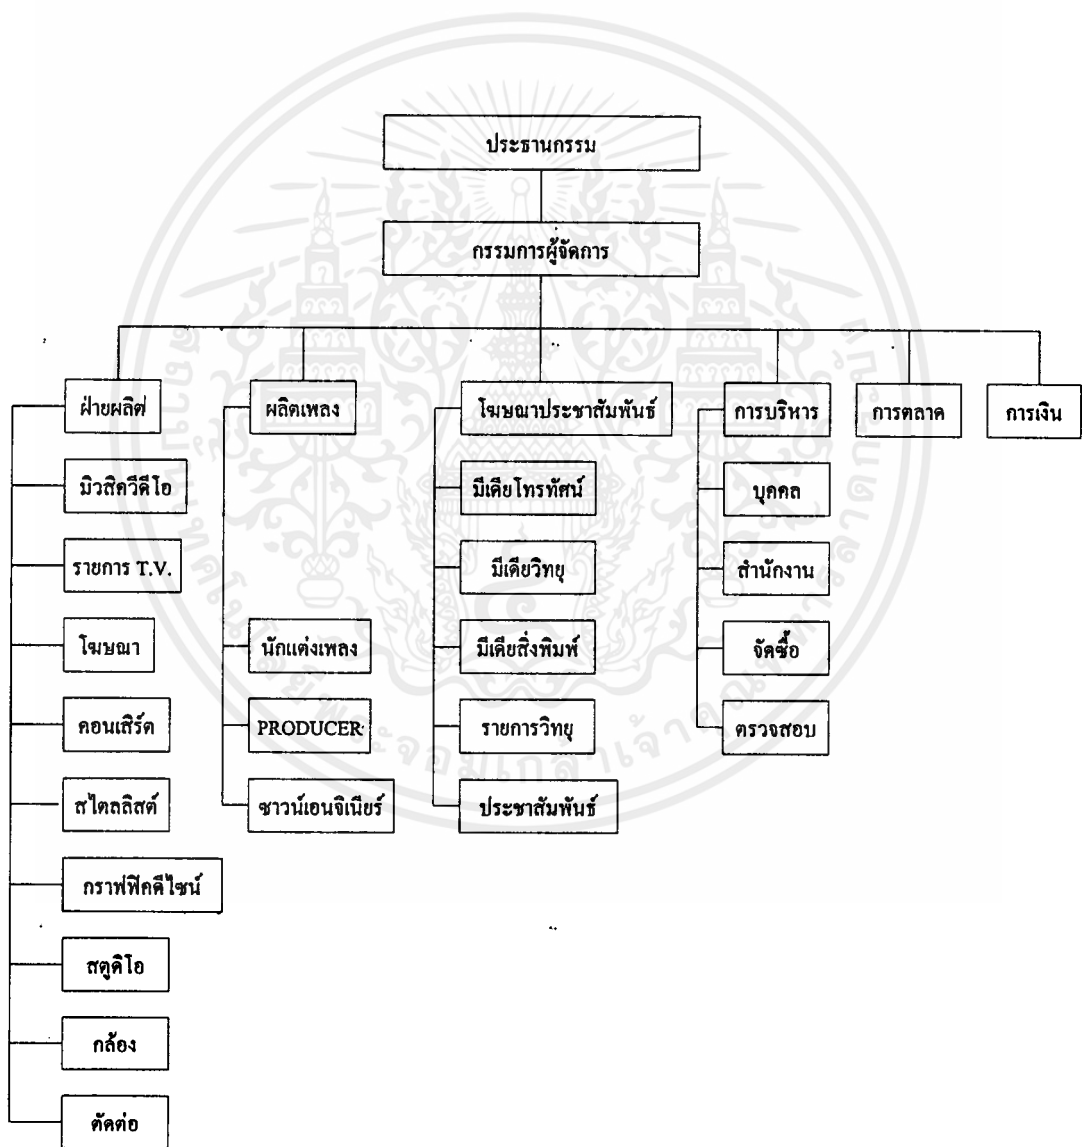 ประธานกรรม
กรรมการผู้จัดการ
ฝ่ายผลิต่
ผลิตเพลง
โฆษณาประชาสัมพันธ์
การบริหาร
การตลาด
การเงิน
มิวสิควีดีโอ
รายการ T.V.
โฆษณา
คอนเสิร์ต
สไตลลิสต์
กราฟฟิคดีไซน์
สตูดิโอ
กล้อง
ตัดต่อ
นักแต่งเพลง
PRODUCER
ซาวน์เอนจิเนียร์
มีเดียโทรทัศน์
มีเดียวิทยุ
มีเดียสิ่งพิมพ์
รายการวิทยุ
ประชาสัมพันธ์
บุคคล
สำนักงาน
จัดซื้อ
ตรวจสอบ